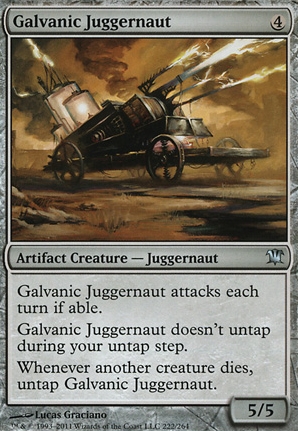 Galvanic Juggernaut 4
Artifact Creature — Juggernaut
Galvanic Juggernaut attacks each
turn if able.
Galvanic Juggernaut doesn't untap
during your untap step.
Whenever another creature dies,
untap Galvanic Juggernaut.
Lucas Graciano
™ & © 1993–2011 Wizards of the Coast LLC 222/264
5/5